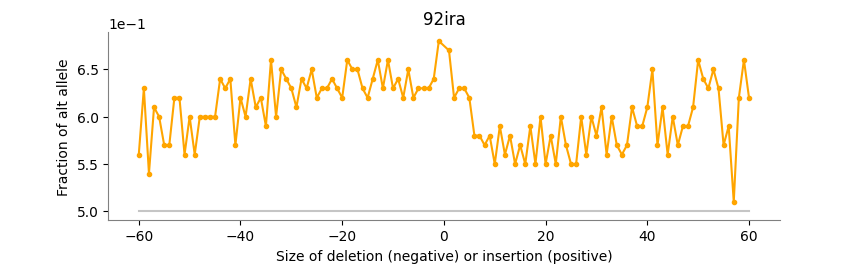 92ira
1e−1
Fraction of alt allele
6.5
6.0
5.5
5.0
−60
−40
−20
0
20
40
60
Size of deletion (negative) or insertion (positive)